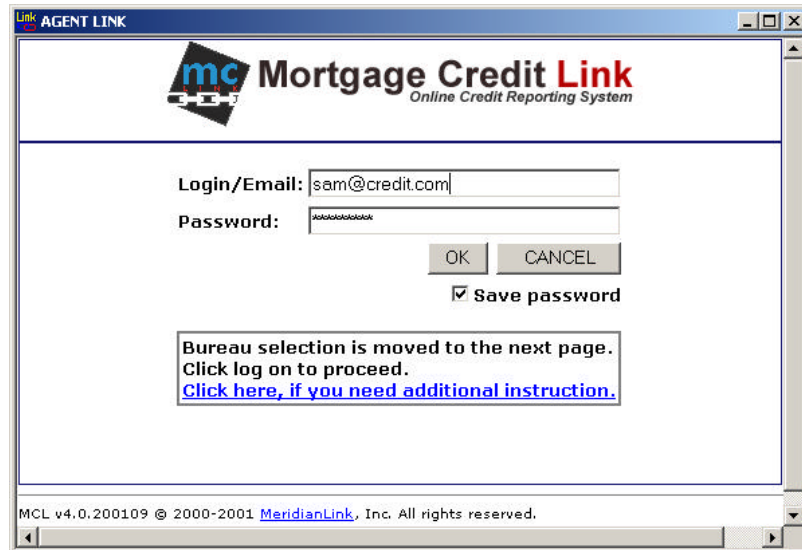 Link AGENT LINK
mc Mortgage Credit Link
LINK Online Credit Reporting System
Login/Email: sam@credit.com
Password: **********
OK CANCEL
Save password
Bureau selection is moved to the next page.
Click log on to proceed.
Click here, if you need additional instruction.
MCL v4.0.200109 © 2000-2001 MeridianLink, Inc. All rights reserved.